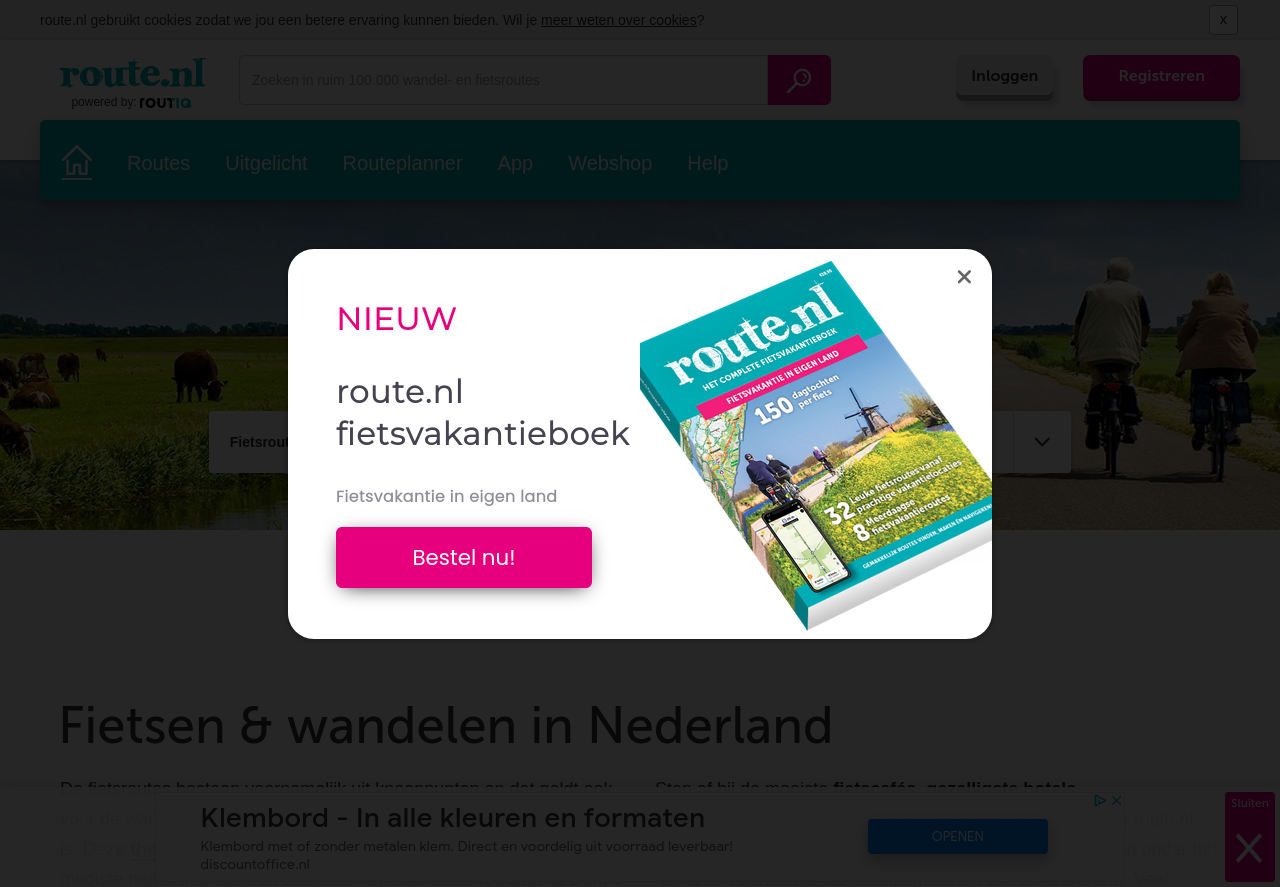 route.nl gebruikt cookies zodat we jou een betere ervaring kunnen bieden. Wil je meer weten over cookies?
x
route.nl
powered by: ROUTIQ
Zoeken in ruim 100.000 wandel- en fietsroutes
Inloggen
Registreren
Routes Uitgelicht Routeplanner App Webshop Help
NIEUW
route.nl
fietsvakantieboek
Fietsvakantie in eigen land
Bestel nu!
route.nl
HET COMPLETE FIETSVAKANTIEBOEK
FIETSVAKANTIE IN EIGEN LAND
150 dagtochten
per fiets
32 Leuke fietsroutes vanaf
prachtige vakantielocaties
8 Meerdaagse
fietsvakantieroutes
GEMAKKELIJK ROUTES VINDEN, MAKEN EN
Fietsen & wandelen in Nederland
De fietsroutes bestaan voornamelijk uit knooppunten en dat geldt ook
Stap af bij de mooiste fietscafés, gezelligste hotels
Klembord - In alle kleuren en formaten
Klembord met of zonder metalen klem. Direct en voordelig uit voorraad leverbaar!
discountoffice.nl
OPENEN
Sluiten